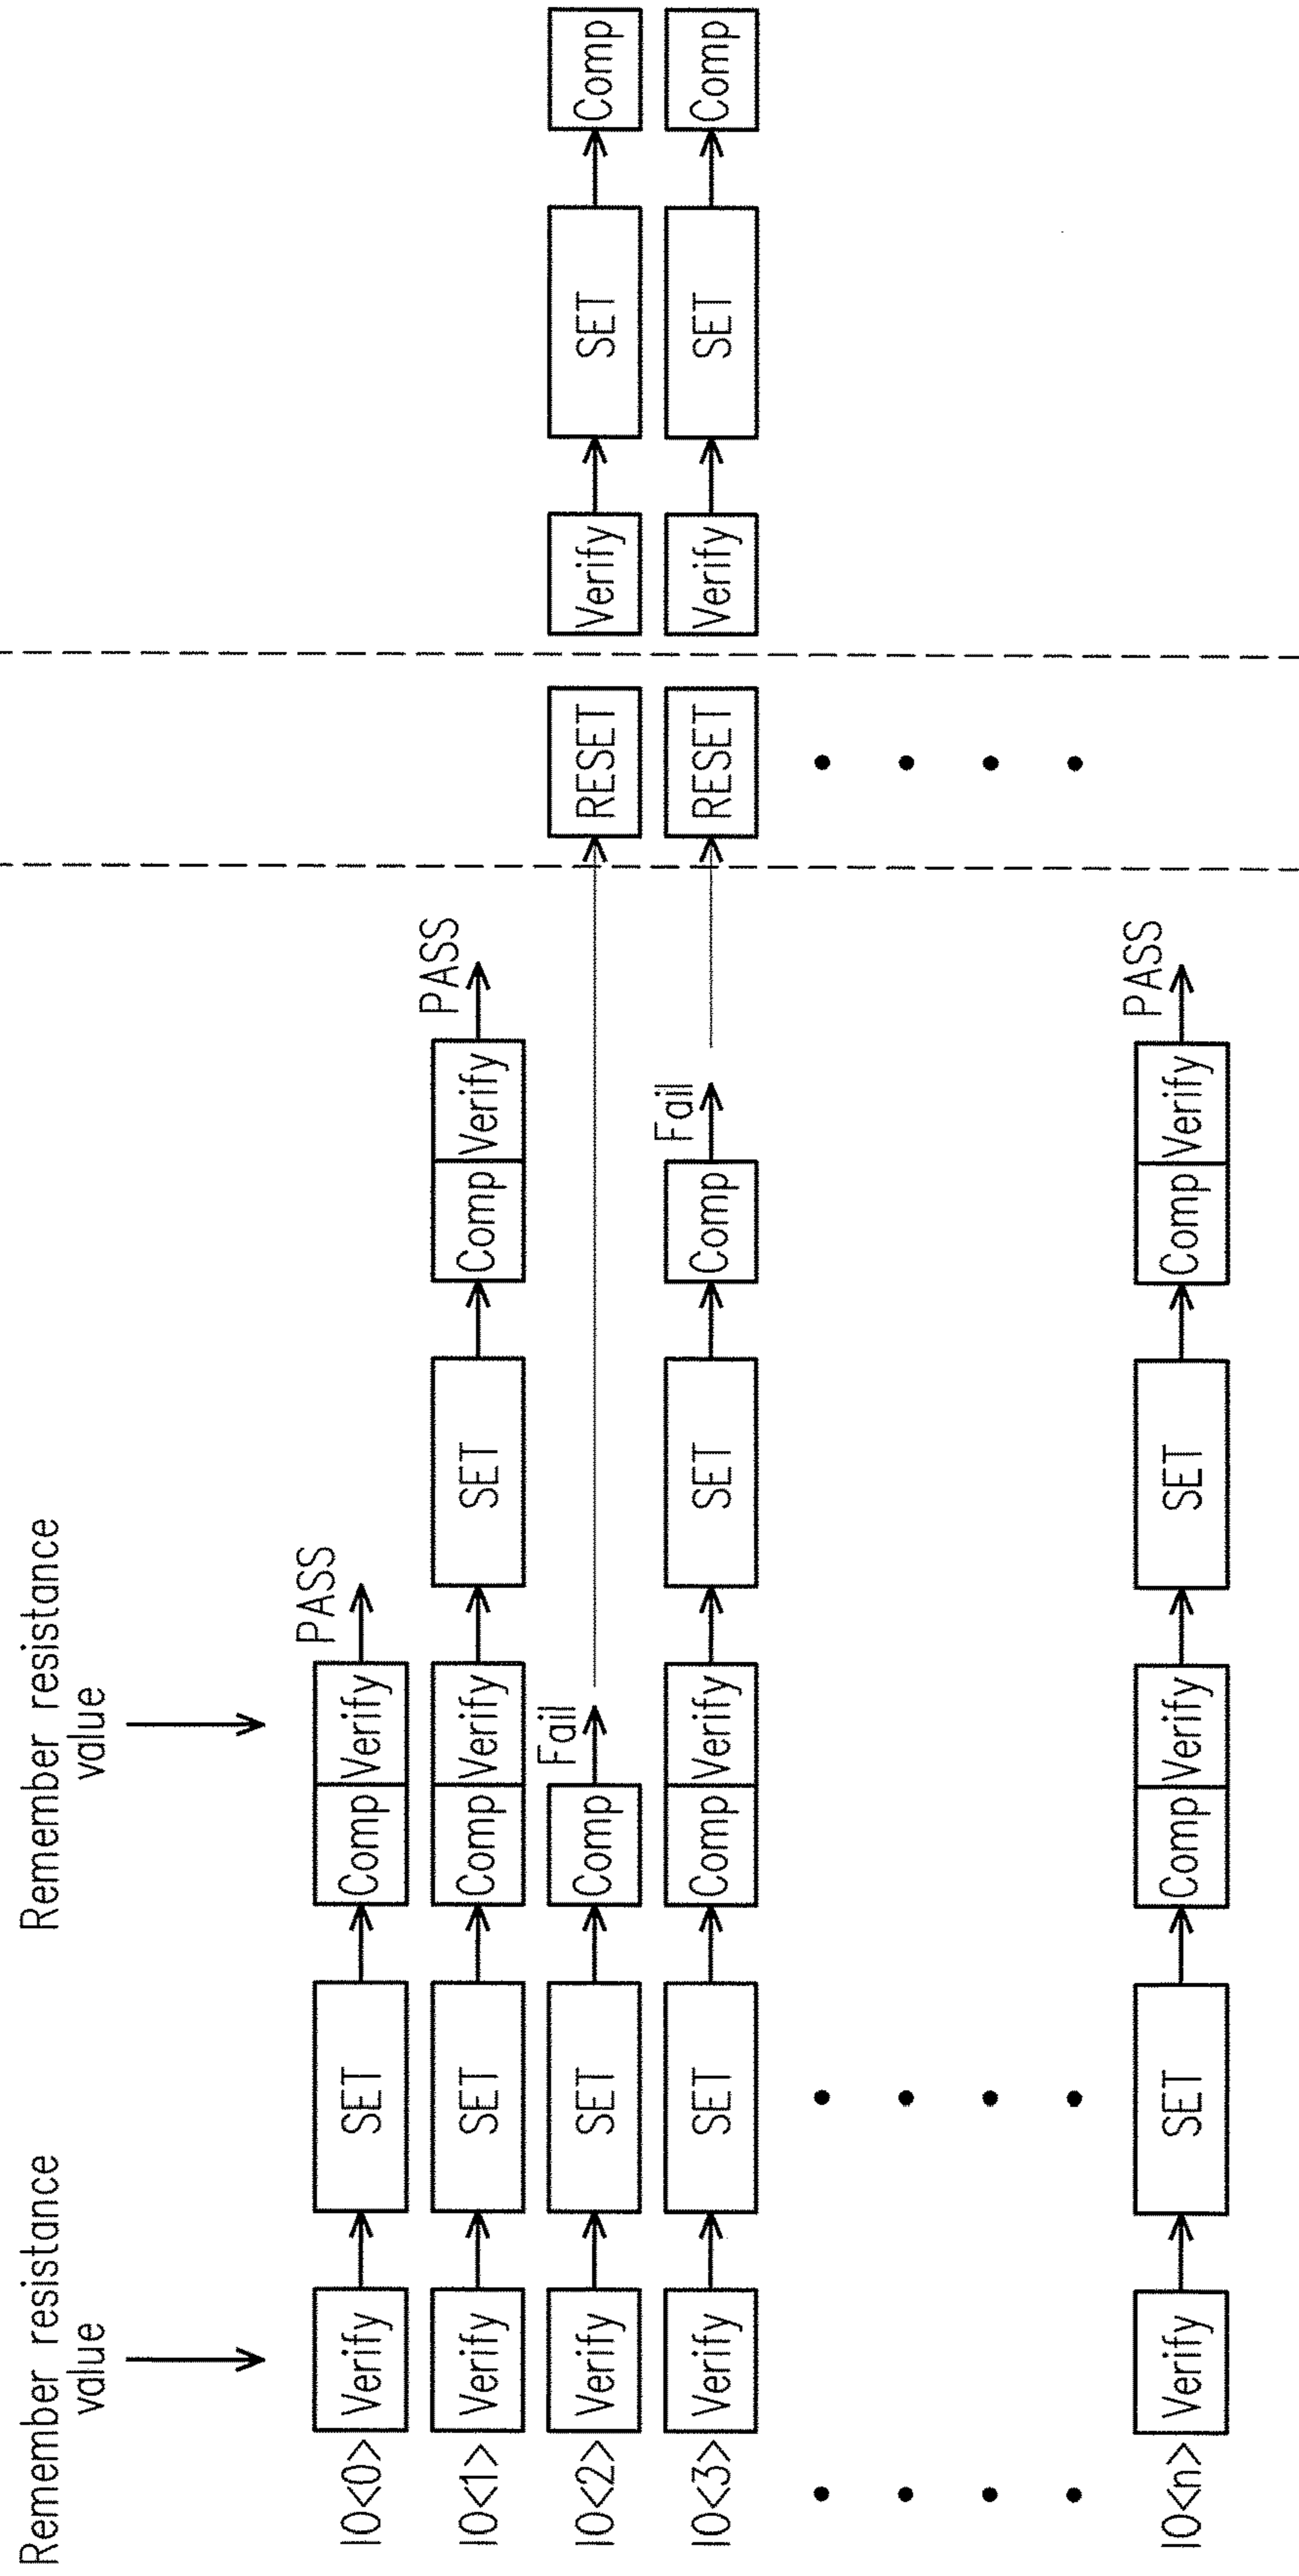 Remember resistance
value
Remember resistance
value
IO<0>
Verify
SET
Comp
Verify
PASS
IO<1>
Verify
SET
Comp
Verify
SET
Comp
Verify
PASS
IO<2>
Verify
SET
Comp
Fail
RESET
Verify
SET
Comp
IO<3>
Verify
SET
Comp
Verify
SET
Comp
Fail
RESET
Verify
SET
Comp
IO<n>
Verify
SET
Comp
Verify
SET
Comp
Verify
PASS